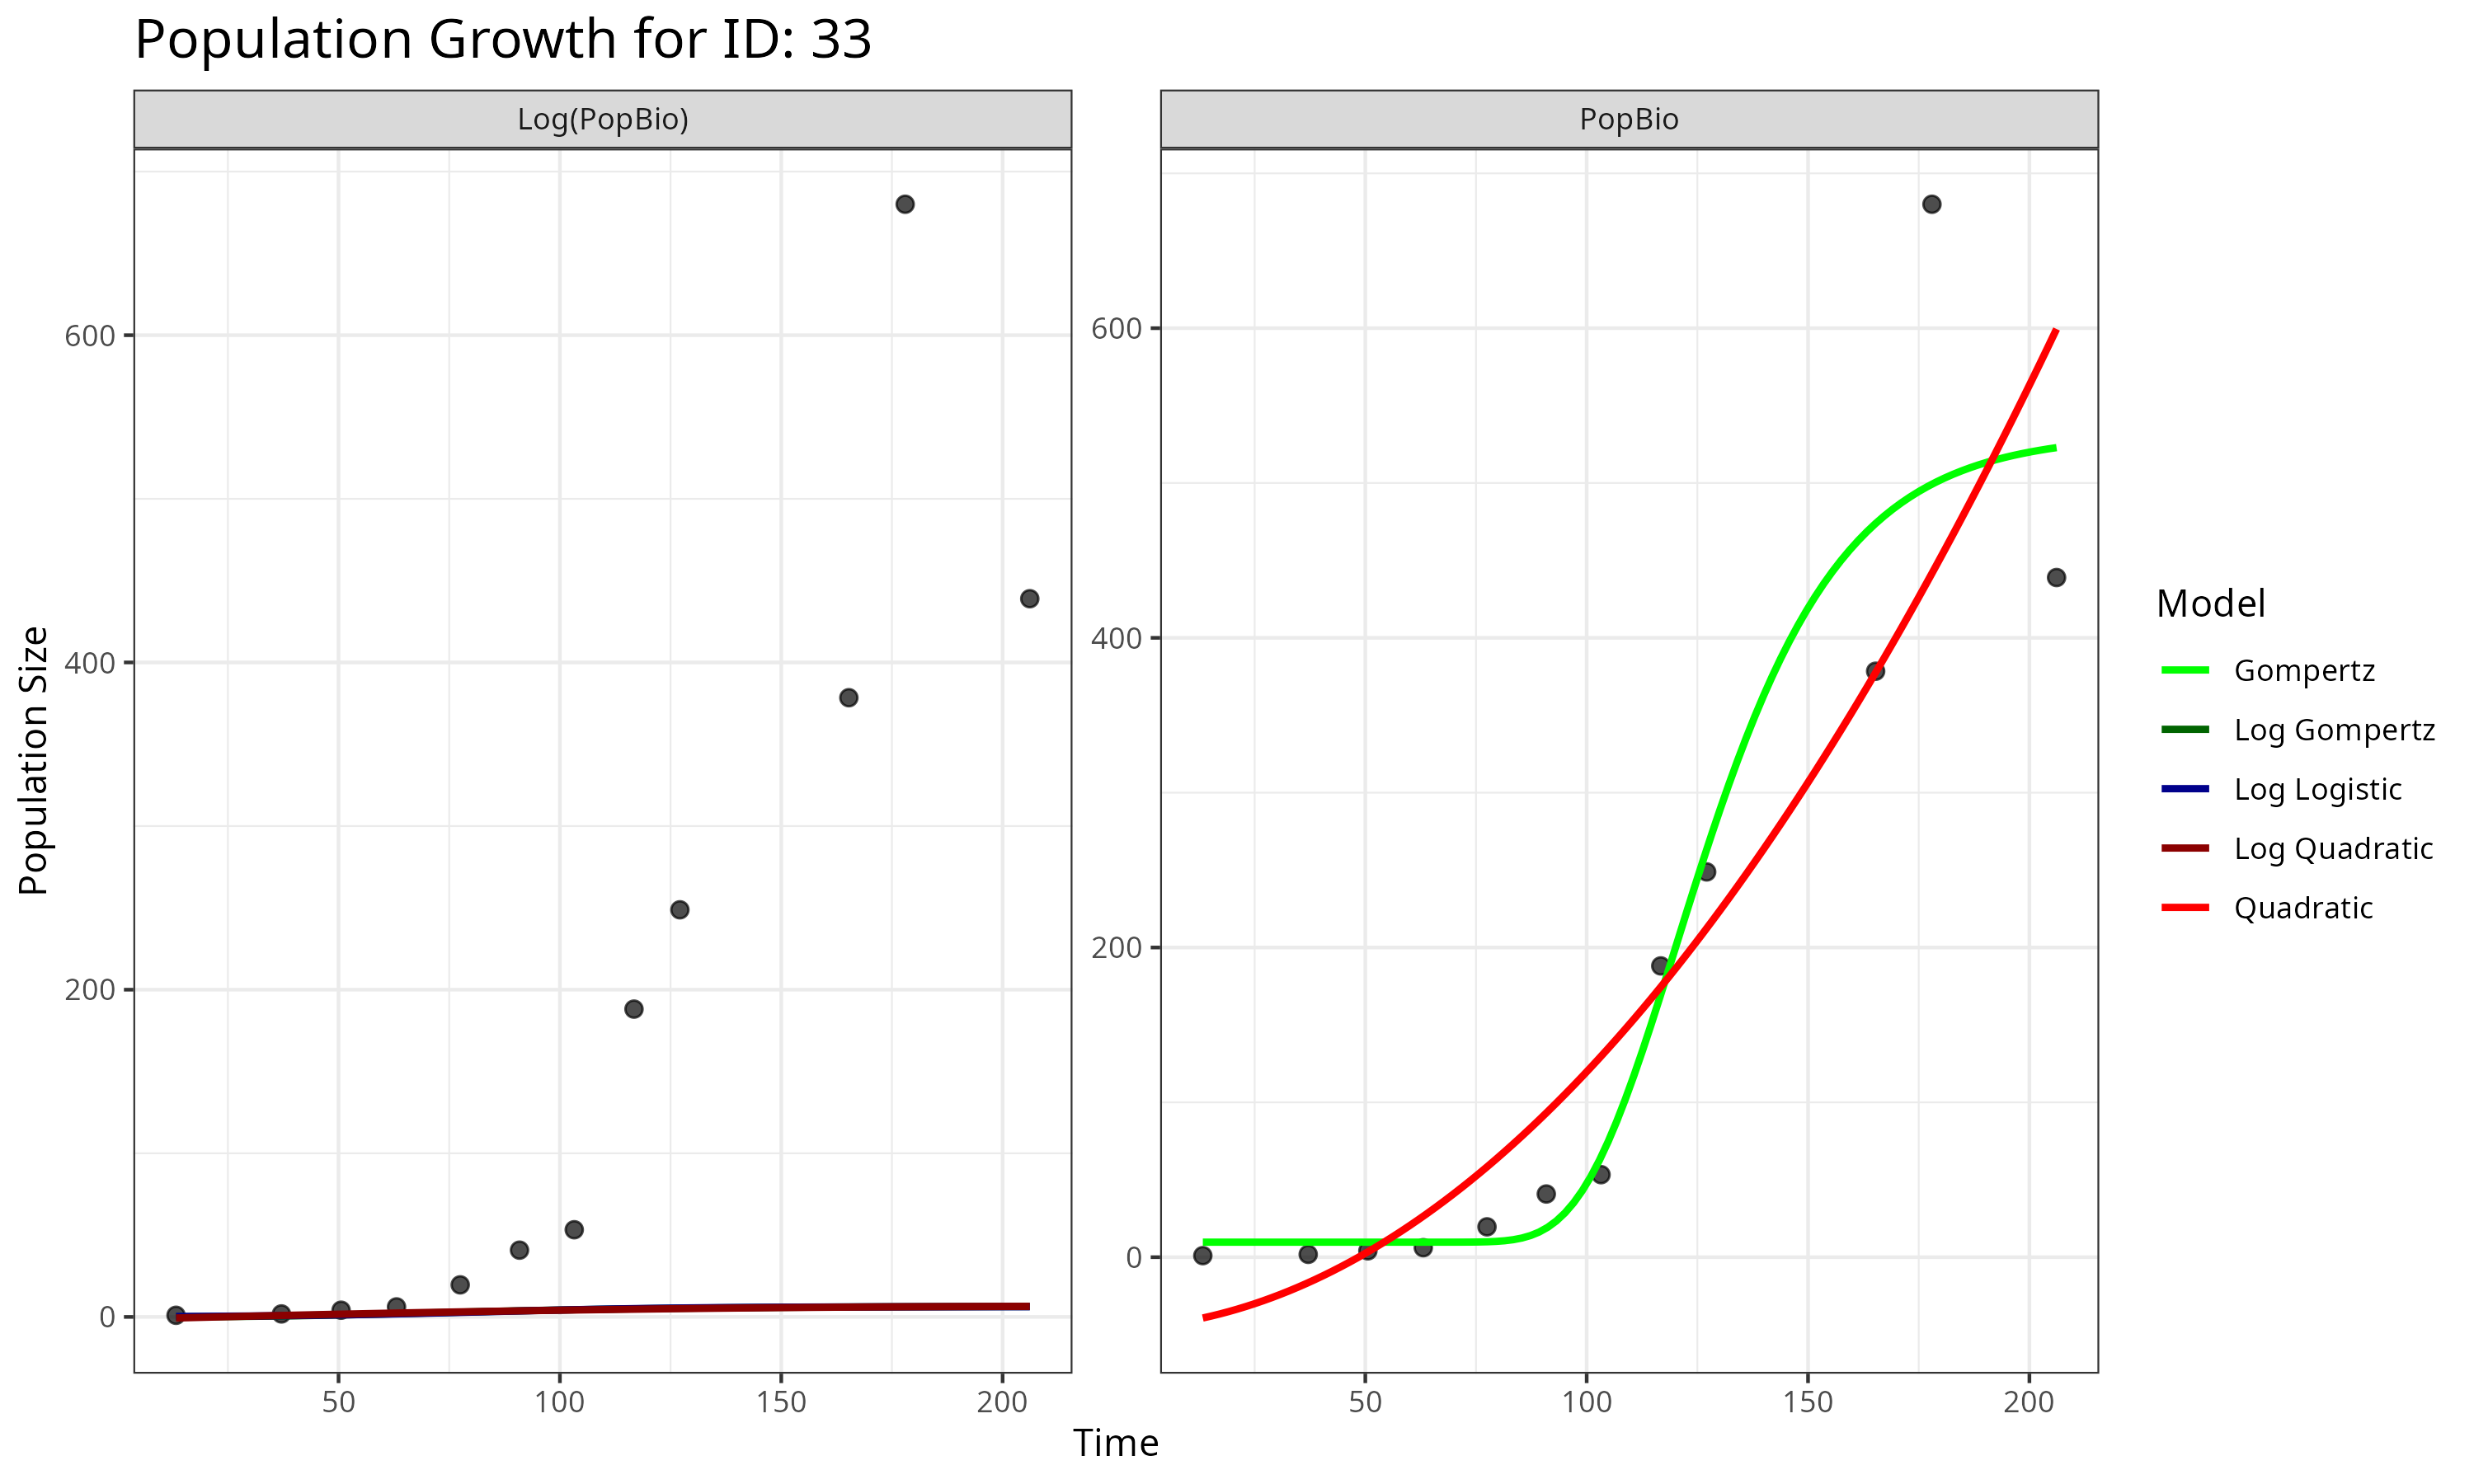 Population Growth for ID: 33
Log(PopBio)
PopBio
Population Size
600
400
200
0
600
400
200
0
50 100 150 200
50 100 150 200
Time
Model
Gompertz
Log Gompertz
Log Logistic
Log Quadratic
Quadratic